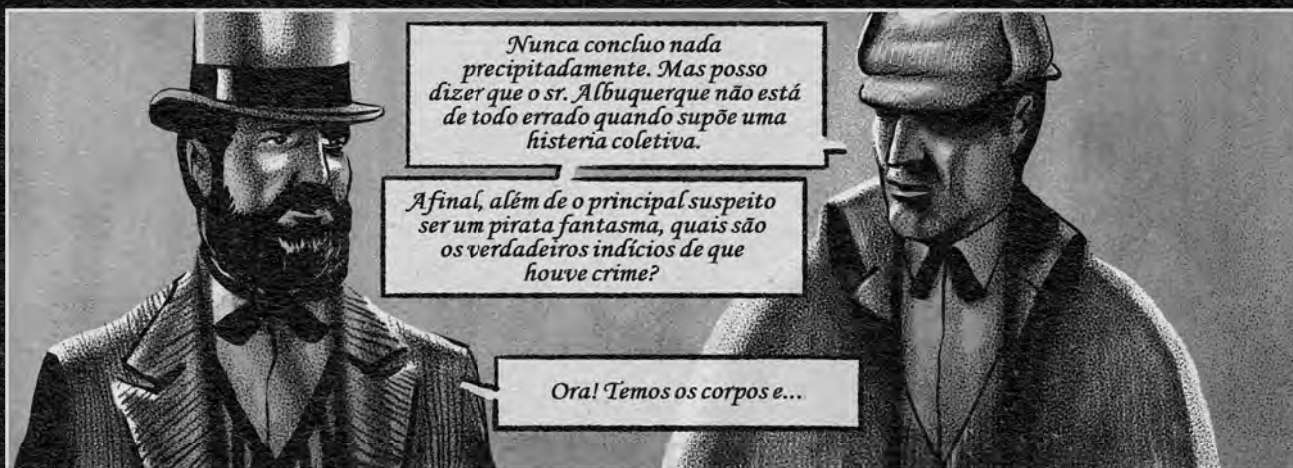 Nunca concluo nada
precipitadamente. Mas posso
dizer que o sr. Albuquerque não está
de todo errado quando supõe uma
histeria coletiva.
Afinal, além de o principal suspeito
ser um pirata fantasma, quais são
os verdadeiros indícios de que
houve crime?
Ora! Temos os corpos e...